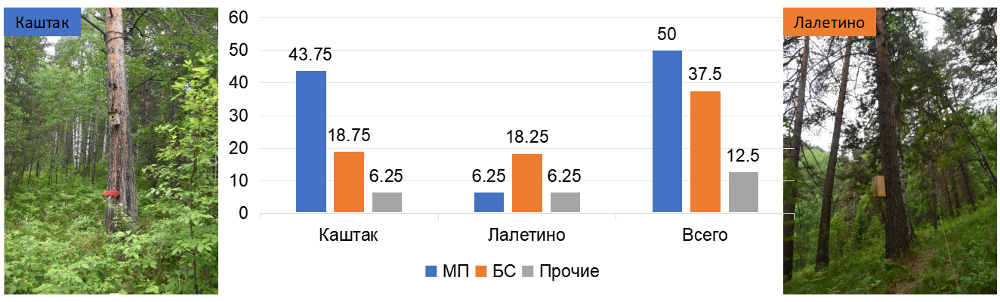 Каштак
Лалетино
60
50
40
30
20
10
0
43.75
18.75
6.25
6.25
18.25
6.25
50
37.5
12.5
Каштак
Лалетино
Всего
МП
БС
Прочие